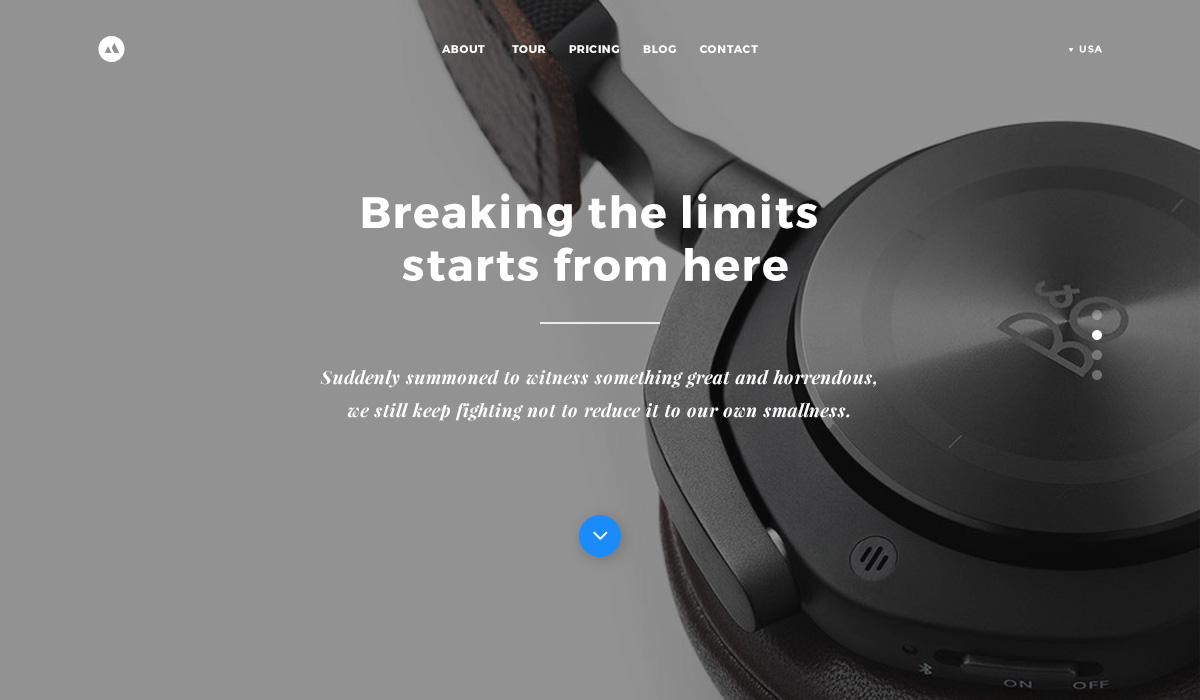 ABOUT TOUR PRICING BLOG CONTACT
USA
Breaking the limits
starts from here
Suddenly summoned to witness something great and horrendous,
we still keep fighting not to reduce it to our own smallness.
B&O
ON OFF